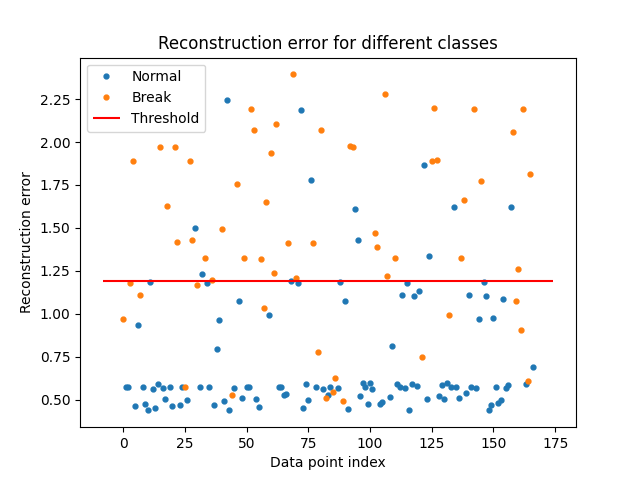 Reconstruction error for different classes
Normal
Break
Threshold
Reconstruction error
2.25
2.00
1.75
1.50
1.25
1.00
0.75
0.50
0 25 50 75 100 125 150 175
Data point index